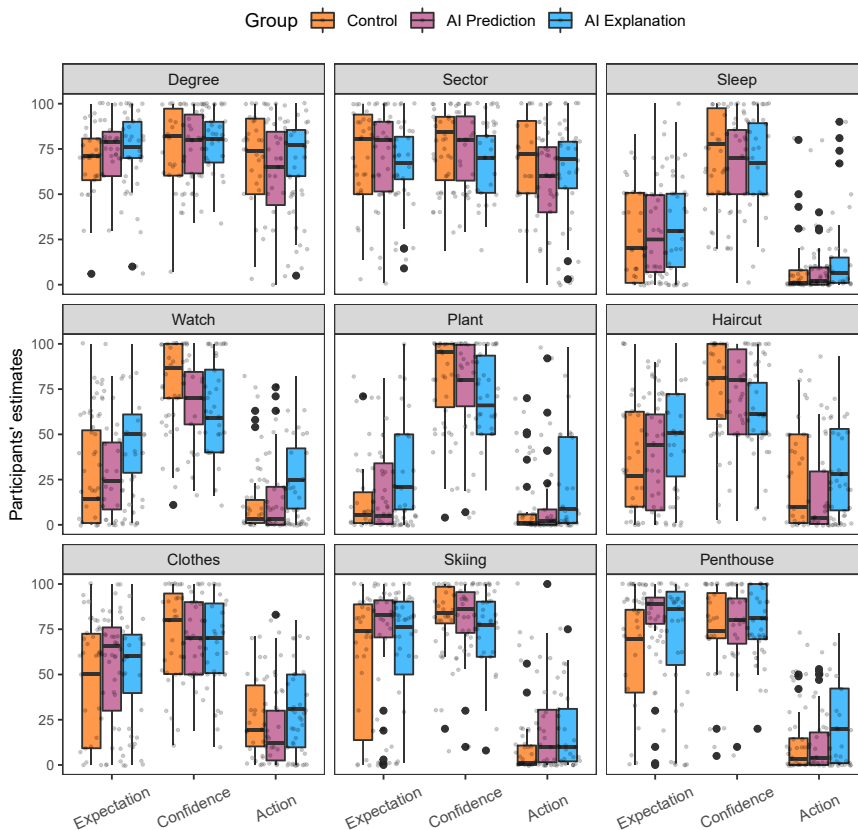 Group Control AI Prediction AI Explanation
Degree Sector Sleep
100
75
50
25
0
Watch Plant Haircut
100
75
50
25
0
Clothes Skiing Penthouse
100
75
50
25
0
Participants' estimates
Expectation Confidence Action Expectation Confidence Action Expectation Confidence Action